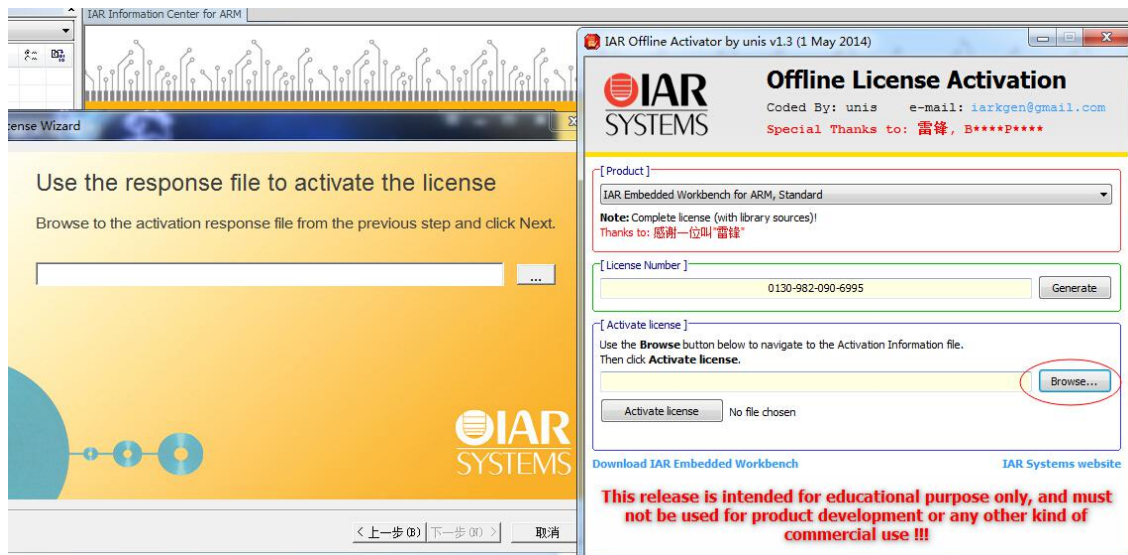 IAR Information Center for ARM
cense Wizard
Use the response file to activate the license
Browse to the activation response file from the previous step and click Next.
...
IAR
SYSTEMS
< 上一步(B)
下一步(N) >
取消
IAR Offline Activator by unis v1.3 (1 May 2014)
IAR
SYSTEMS
Offline License Activation
Coded By: unis e-mail: iarkgen@gmail.com
Special Thanks to: 雷锋, B****P****
[ Product ]
IAR Embedded Workbench for ARM, Standard
Note: Complete license (with library sources)!
Thanks to: 感谢一位叫"雷锋"
[ License Number ]
0130-982-090-6995
Generate
[ Activate license ]
Use the Browse button below to navigate to the Activation Information file.
Then click Activate license.
Browse...
Activate license
No file chosen
Download IAR Embedded Workbench
IAR Systems website
This release is intended for educational purpose only, and must
not be used for product development or any other kind of
commercial use !!!